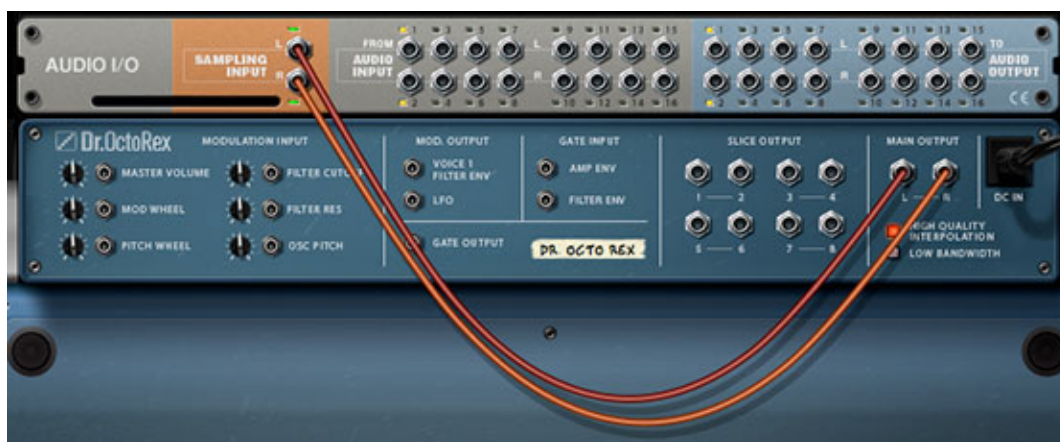 AUDIO I/O
SAMPLING INPUT
L
R
FROM AUDIO INPUT
1 3 5 7 L 9 11 13 15
2 4 6 8 R 10 12 14 16
1 3 5 7 L 9 11 13 15
2 4 6 8 R 10 12 14 16
TO AUDIO OUTPUT
CE
Dr.OctoRex
MODULATION INPUT
MASTER VOLUME
FILTER CUTOFF
MOD WHEEL
FILTER RES
PITCH WHEEL
OSC PITCH
MOD. OUTPUT
VOICE 1
FILTER ENV
LFO
GATE OUTPUT
GATE INPUT
AMP ENV
FILTER ENV
DR. OCTO REX
SLICE OUTPUT
1 2 3 4
5 6 7 8
MAIN OUTPUT
L R
HIGH QUALITY
INTERPOLATION
LOW BANDWIDTH
DC IN